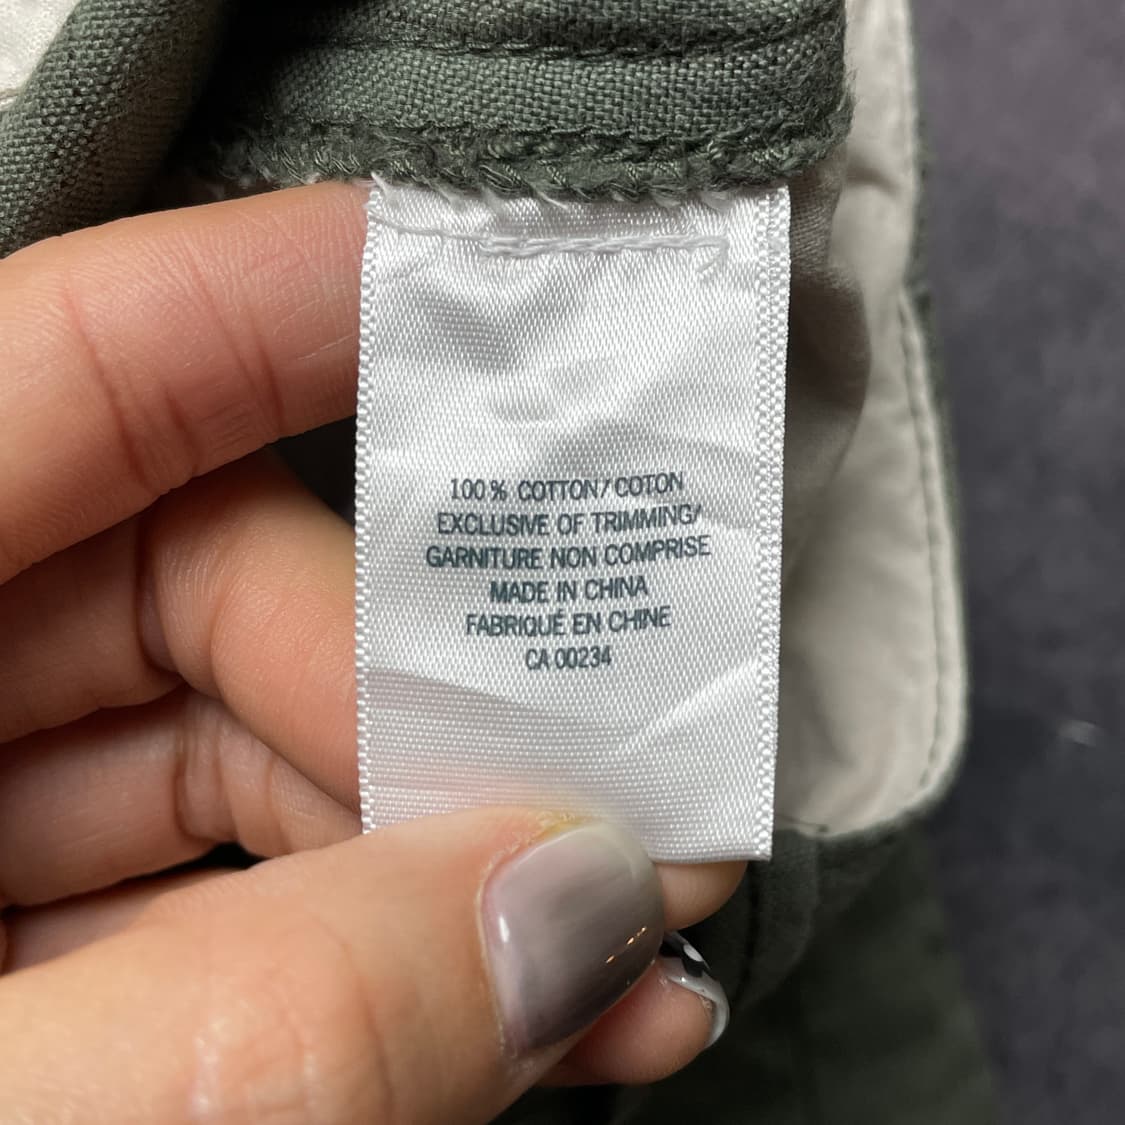 100 % COTTON/ COTON
EXCLUSIVE OF TRIMMING/
GARNITURE NON COMPRISE
MADE IN CHINA
FABRIQUÉ EN CHINE
CA 00234